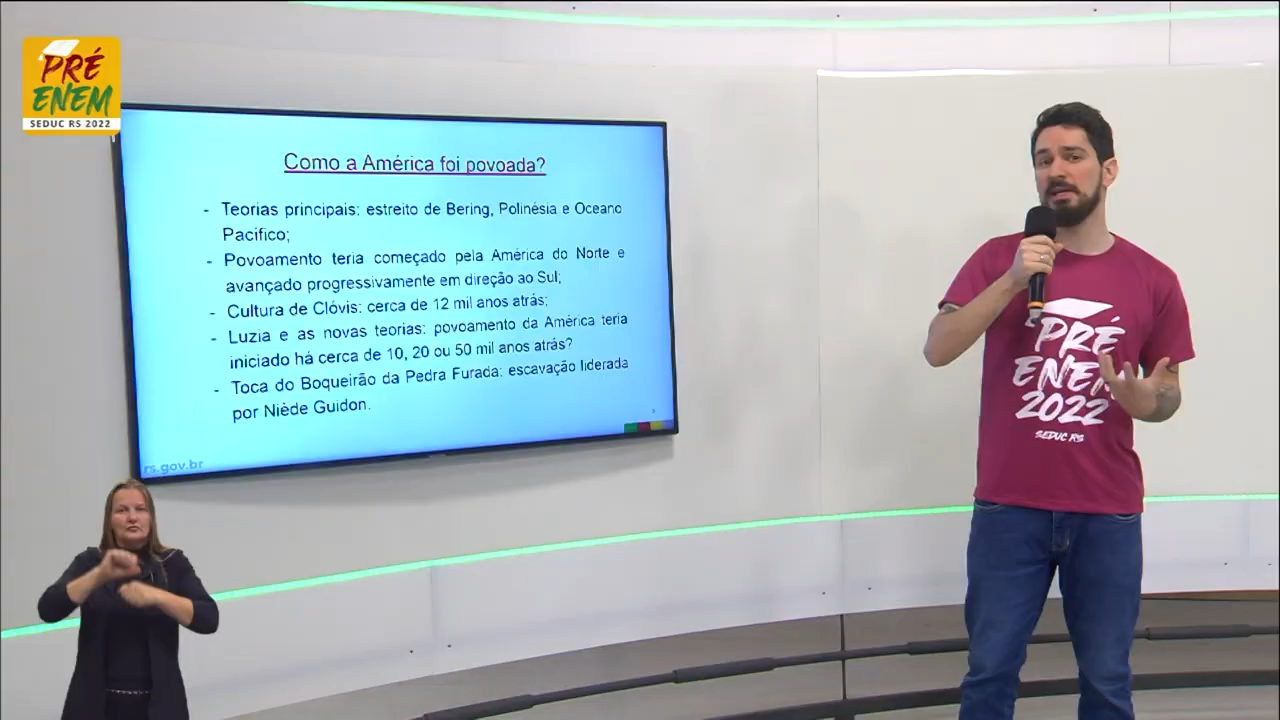 PRÉ
ENEM
SEDUC RS 2022
Como a América foi povoada?
- Teorias principais: estreito de Bering, Polinésia e Oceano
Pacífico;
- Povoamento teria começado pela América do Norte e
avançado progressivamente em direção ao Sul;
- Cultura de Clóvis: cerca de 12 mil anos atrás;
- Luzia e as novas teorias: povoamento da América teria
iniciado há cerca de 10, 20 ou 50 mil anos atrás?
- Toca do Boqueirão da Pedra Furada: escavação liderada
por Niède Guidon.
rs.gov.br
PRÉ
ENEM
2022
SEDUC RS